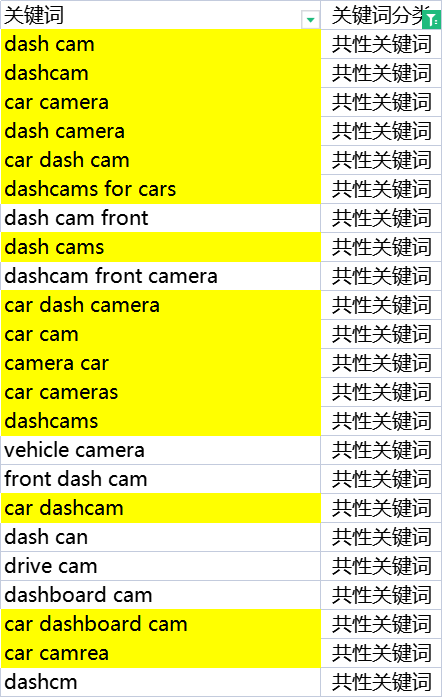 关键词 关键词分类
dash cam 共性关键词
dashcam 共性关键词
car camera 共性关键词
dash camera 共性关键词
car dash cam 共性关键词
dashcams for cars 共性关键词
dash cam front 共性关键词
dash cams 共性关键词
dashcam front camera 共性关键词
car dash camera 共性关键词
car cam 共性关键词
camera car 共性关键词
car cameras 共性关键词
dashcams 共性关键词
vehicle camera 共性关键词
front dash cam 共性关键词
car dashcam 共性关键词
dash can 共性关键词
drive cam 共性关键词
dashboard cam 共性关键词
car dashboard cam 共性关键词
car camrea 共性关键词
dashcm 共性关键词